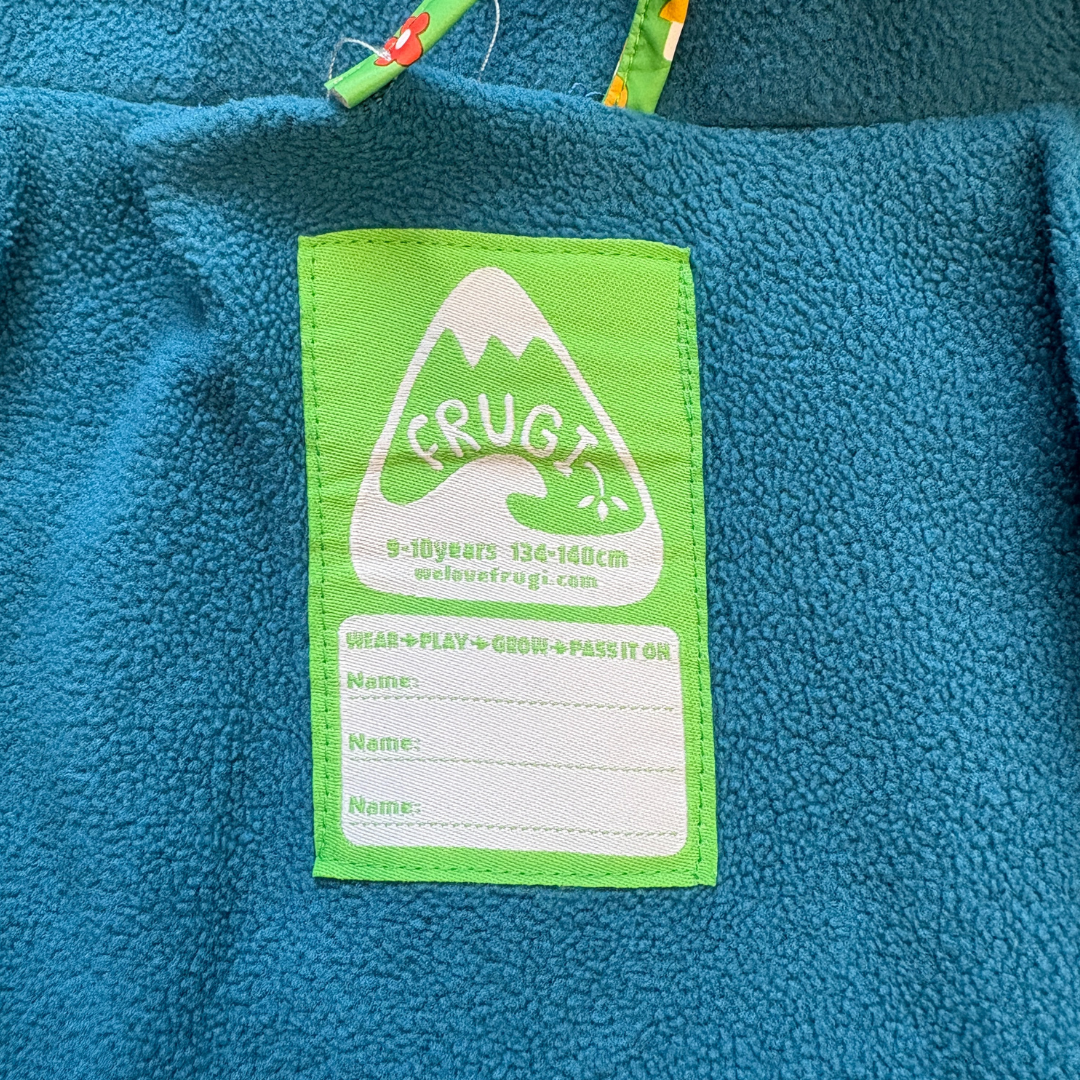 FRUGI
9-10years 134-140cm
welovefrugi.com
WEAR→PLAY→GROW→PASS IT ON
Name:
Name:
Name: